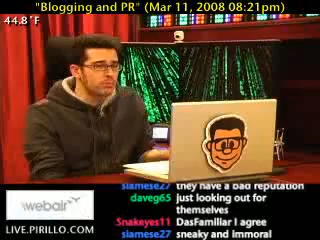 "Blogging and PR" (Mar 11, 2008 08:21pm)
44.8°F
siamese27 they have a bad reputation
daveg65 just looking out for
themselves
webair
Snakeyes11 DasFamiliar I agree
LIVE.PIRILLO.COM siamese27 sneaky and immoral